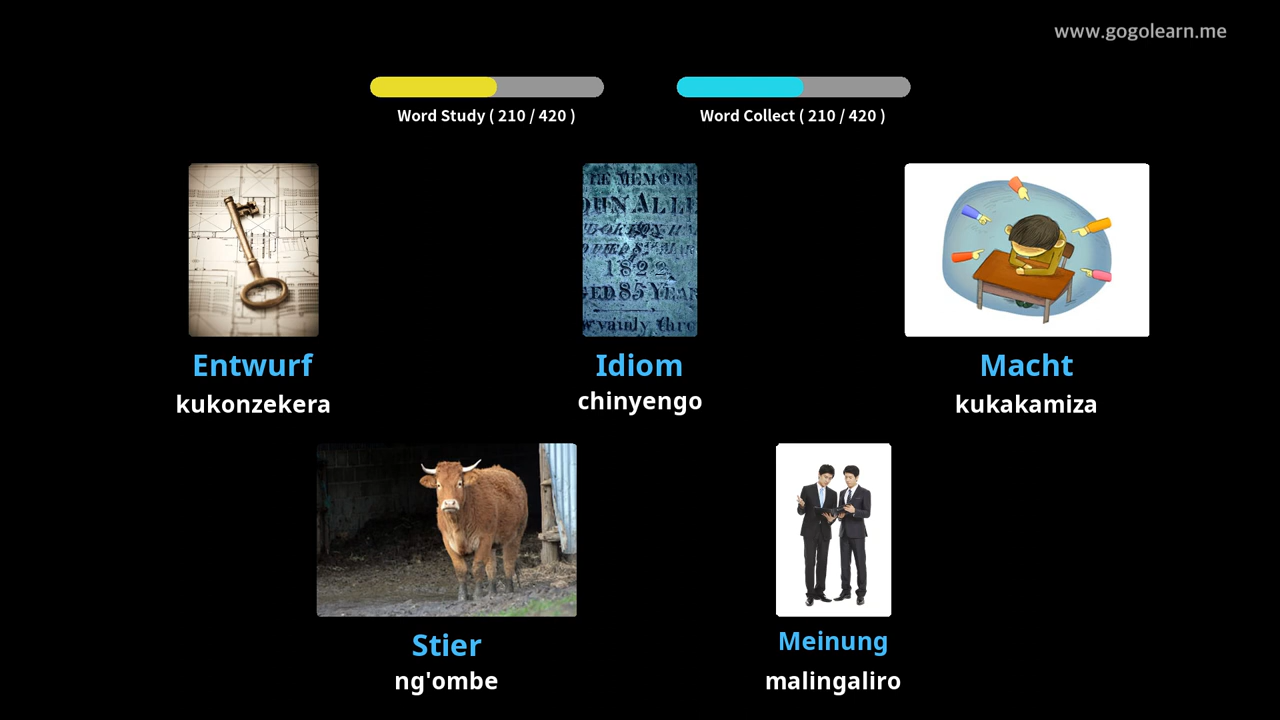 www.gogolearn.me
Word Study ( 210 / 420 )
Word Collect ( 210 / 420 )
1822
Entwurf
kukonzekera
Idiom
chinyengo
Macht
kukakamiza
Stier
ng'ombe
Meinung
malingaliro